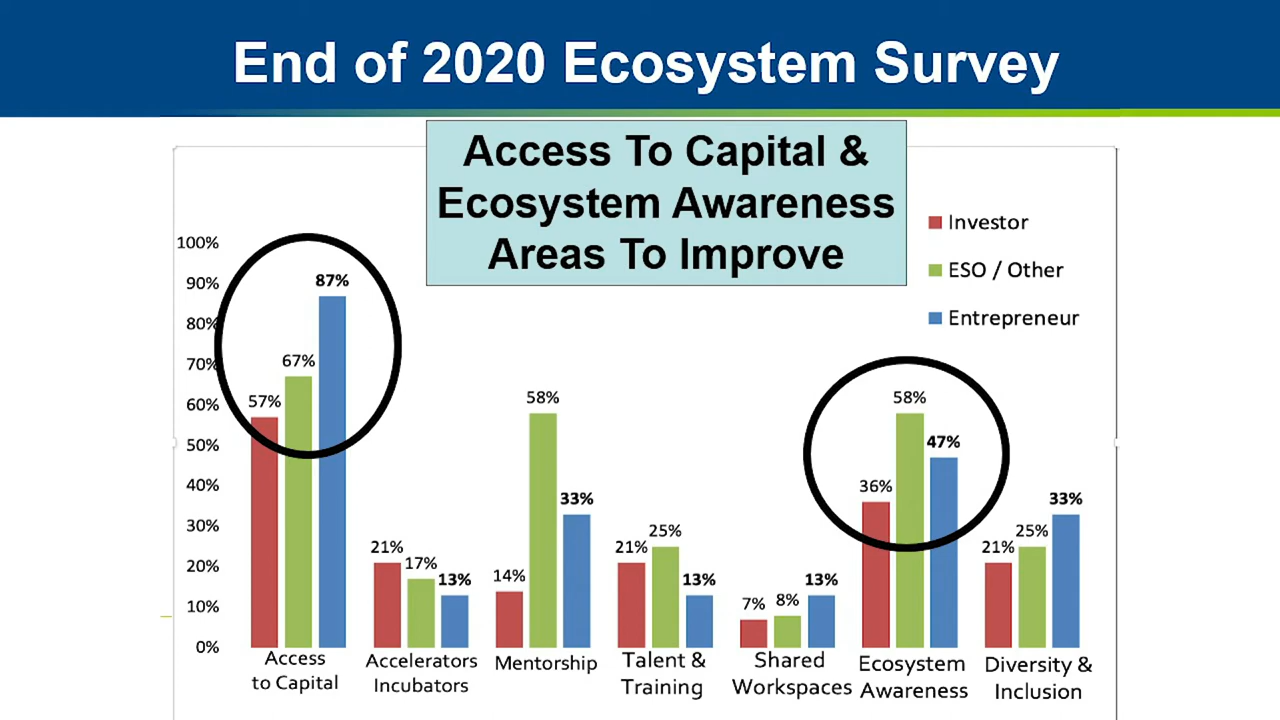 End of 2020 Ecosystem Survey
Access To Capital &
Ecosystem Awareness
Areas To Improve
Investor
ESO / Other
Entrepreneur
100%
90%
80%
70%
60%
50%
40%
30%
20%
10%
0%
57%
67%
87%
21%
17%
13%
14%
58%
33%
21%
25%
13%
7%
8%
13%
36%
58%
47%
21%
25%
33%
Access
to Capital
Accelerators
Incubators
Mentorship
Talent &
Training
Shared
Workspaces
Ecosystem
Awareness
Diversity &
Inclusion